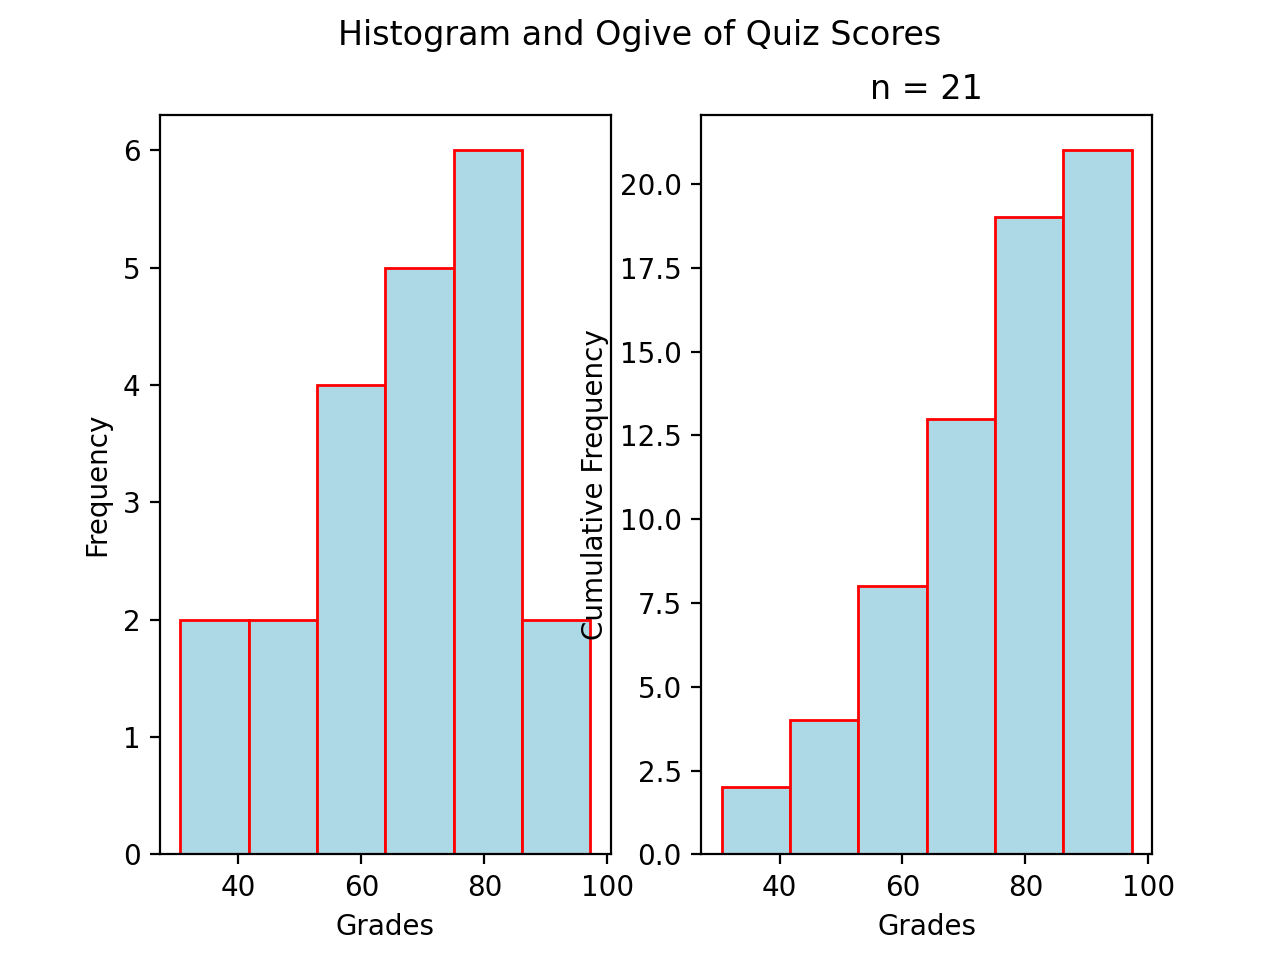 Histogram and Ogive of Quiz Scores
6
5
4
3
2
1
0
Frequency
40 60 80 100
Grades
n = 21
20.0
17.5
15.0
12.5
10.0
7.5
5.0
2.5
0.0
Cumulative Frequency
40 60 80 100
Grades